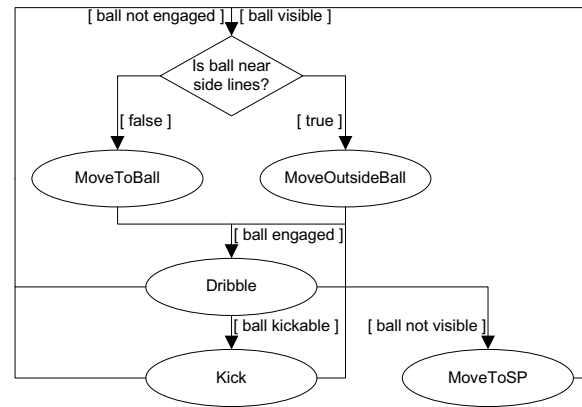 [ ball not engaged ] [ ball visible ]
Is ball near
side lines?
[ false ] [ true ]
MoveToBall MoveOutsideBall
[ ball engaged ]
Dribble
[ ball kickable ] [ ball not visible ]
Kick MoveToSP